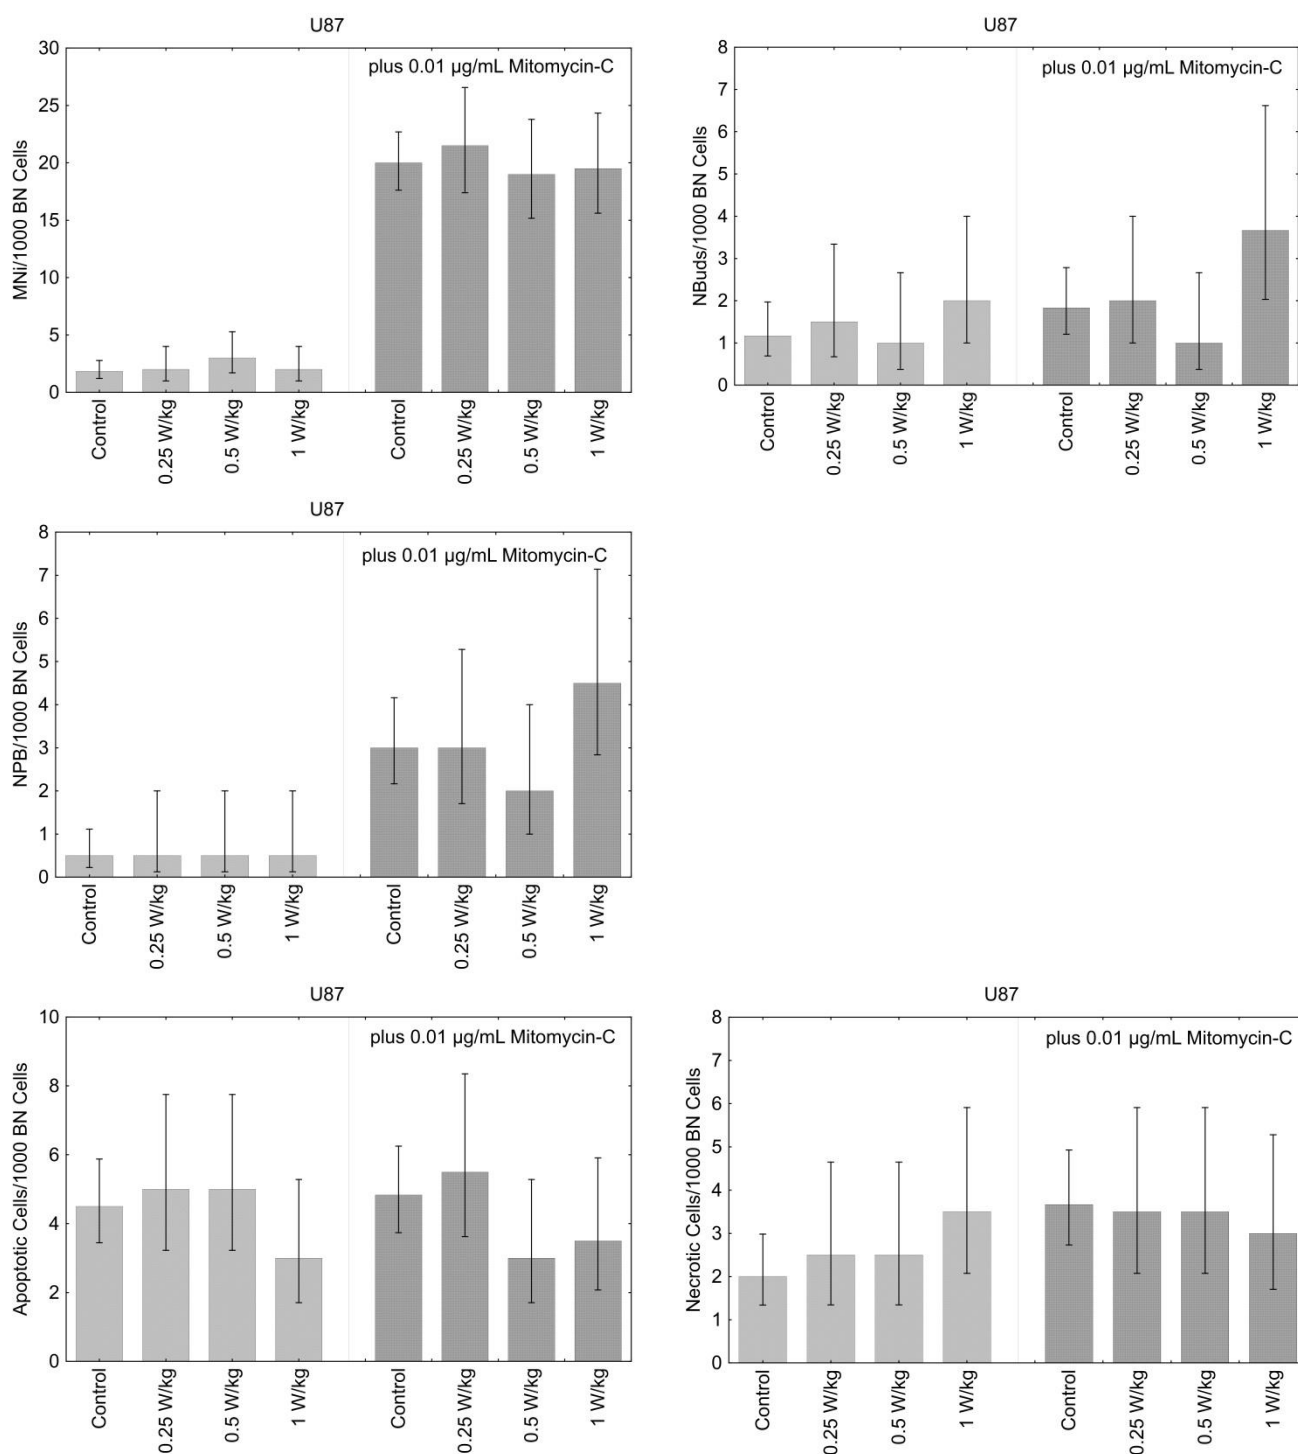 U87
plus 0.01 µg/mL Mitomycin-C
MNi/1000 BN Cells
30
25
20
15
10
5
0
Control
0.25 W/kg
0.5 W/kg
1 W/kg
Control
0.25 W/kg
0.5 W/kg
1 W/kg
U87
plus 0.01 µg/mL Mitomycin-C
NBuds/1000 BN Cells
8
7
6
5
4
3
2
1
0
Control
0.25 W/kg
0.5 W/kg
1 W/kg
Control
0.25 W/kg
0.5 W/kg
1 W/kg
U87
plus 0.01 µg/mL Mitomycin-C
NPB/1000 BN Cells
8
7
6
5
4
3
2
1
0
Control
0.25 W/kg
0.5 W/kg
1 W/kg
Control
0.25 W/kg
0.5 W/kg
1 W/kg
U87
plus 0.01 µg/mL Mitomycin-C
Apoptotic Cells/1000 BN Cells
10
8
6
4
2
0
Control
0.25 W/kg
0.5 W/kg
1 W/kg
Control
0.25 W/kg
0.5 W/kg
1 W/kg
U87
plus 0.01 µg/mL Mitomycin-C
Necrotic Cells/1000 BN Cells
8
7
6
5
4
3
2
1
0
Control
0.25 W/kg
0.5 W/kg
1 W/kg
Control
0.25 W/kg
0.5 W/kg
1 W/kg